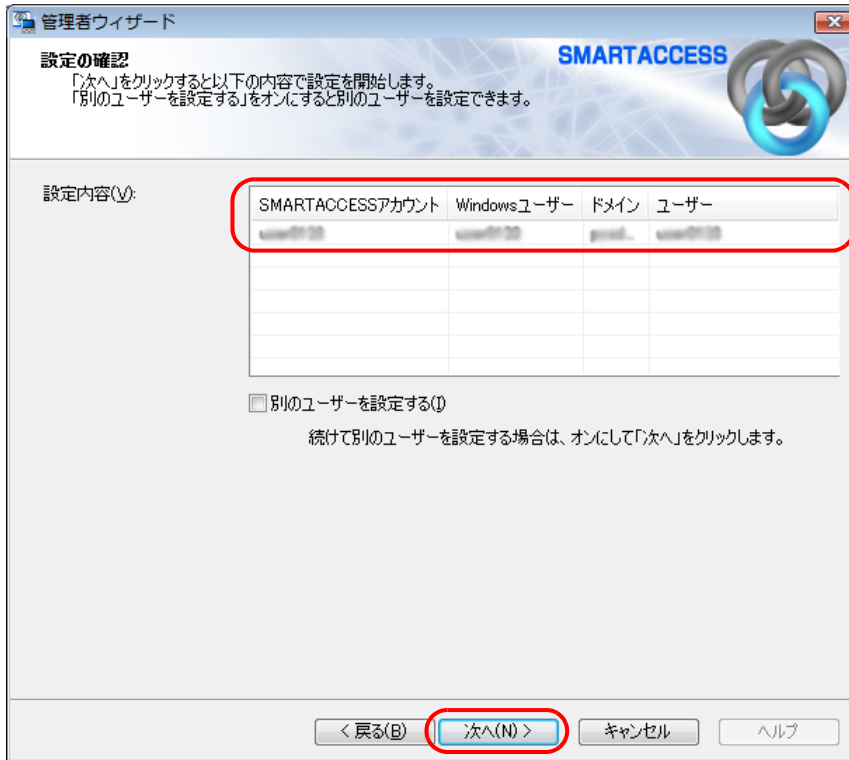 管理者ウィザード
設定の確認
「次へ」をクリックすると以下の内容で設定を開始します。
「別のユーザーを設定する」をオンにすると別のユーザーを設定できます。
SMARTACCESS
設定内容(V):
SMARTACCESSアカウント Windowsユーザー ドメイン ユーザー
別のユーザーを設定する(I)
続けて別のユーザーを設定する場合は、オンにして「次へ」をクリックします。
< 戻る(B) 次へ(N) > キャンセル ヘルプ